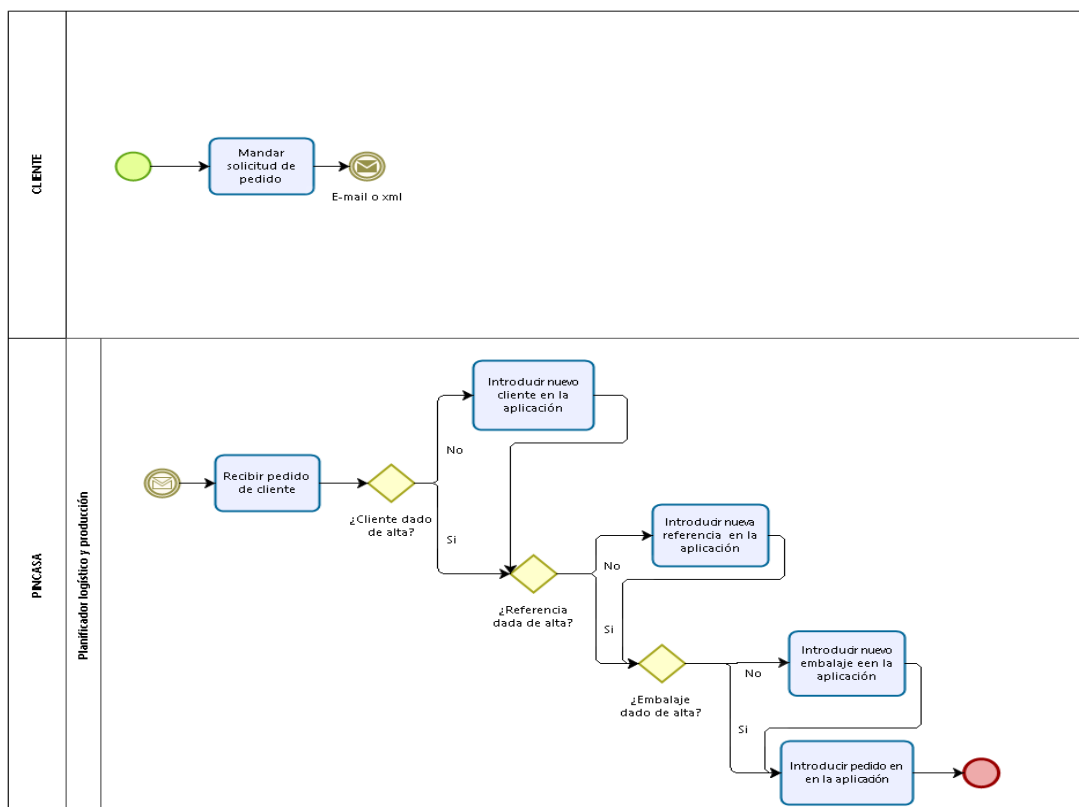 CLIENTE
Mandar
solicitud de
pedido
E-mail o xml
PINCASA
Planificador logístico y producción
Recibir pedido
de cliente
¿Cliente dado
de alta?
No
Si
Introducir nuevo
cliente en la
aplicación
¿Referencia
dada de alta?
No
Si
Introducir nueva
referencia en la
aplicación
¿Embalaje
dado de alta?
No
Si
Introducir nuevo
embalaje een la
aplicación
Introducir pedido en
en la aplicación